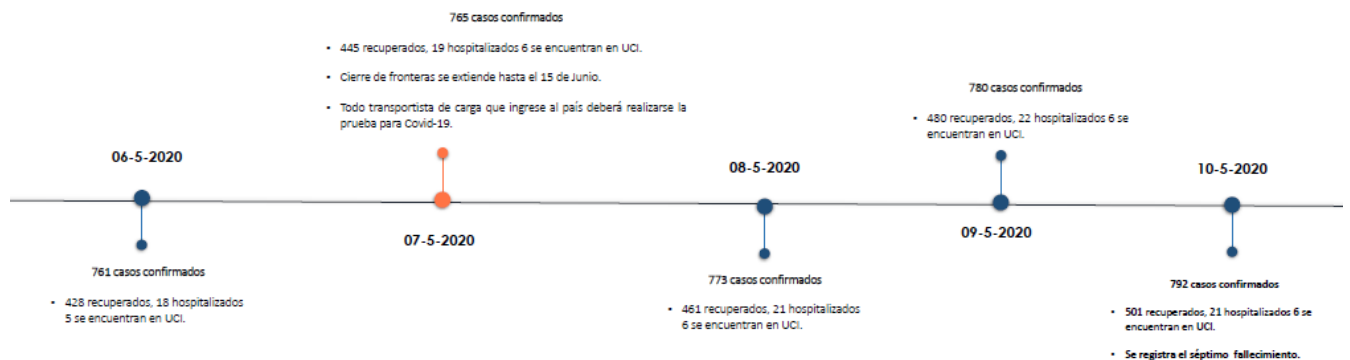 765 casos confirmados
• 445 recuperados, 19 hospitalizados 6 se encuentran en UCI.
• Cierre de fronteras se extiende hasta el 15 de Junio.
• Todo transportista de carga que ingrese al país deberá realizarse la
prueba para Covid-19.
780 casos confirmados
• 480 recuperados, 22 hospitalizados 6 se
encuentran en UCI.
06-5-2020
08-5-2020
10-5-2020
07-5-2020
09-5-2020
761 casos confirmados
• 428 recuperados, 18 hospitalizados
5 se encuentran en UCI.
773 casos confirmados
• 461 recuperados, 21 hospitalizados
6 se encuentran en UCI.
792 casos confirmados
• 501 recuperados, 21 hospitalizados 6 se
encuentran en UCI.
• Se registra el séptimo fallecimiento.